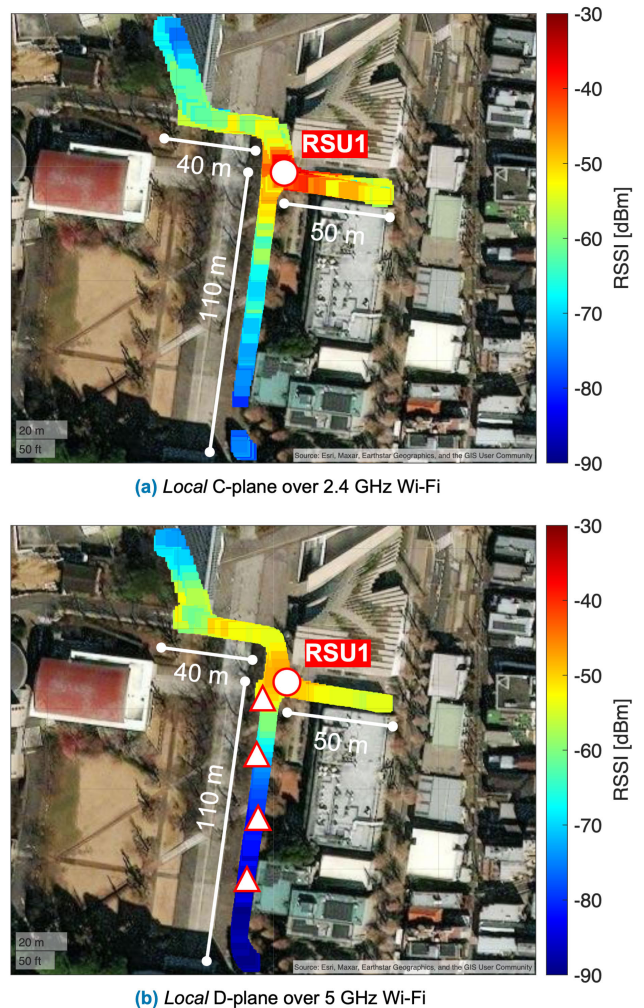 -30
RSU1
-40
40 m
50 m
-50
110 m
-60
-70
-80
-90
RSSI [dBm]
20 m
50 ft
Source: Esri, Maxar, Earthstar Geographics, and the GIS User Community
(a) Local C-plane over 2.4 GHz Wi-Fi
-30
RSU1
-40
40 m
50 m
-50
110 m
-60
-70
-80
-90
RSSI [dBm]
20 m
50 ft
Source: Esri, Maxar, Earthstar Geographics, and the GIS User Community
(b) Local D-plane over 5 GHz Wi-Fi